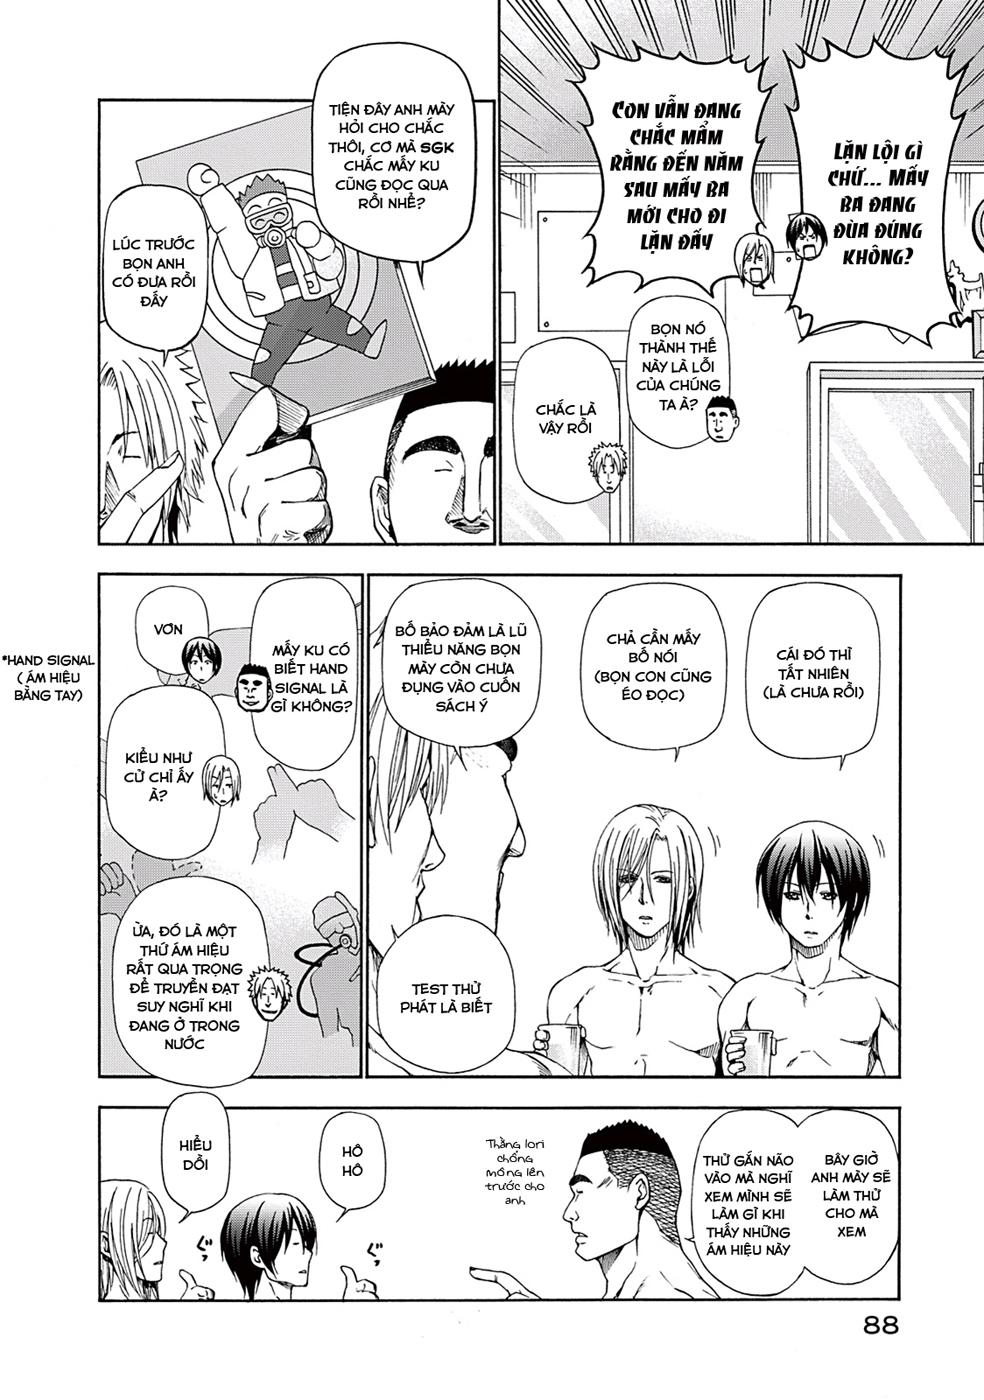 LẶN LỘI GÌ
CHỨ... MẤY
BA ĐANG
ĐÙA ĐÚNG
KHÔNG?
CON VẪN ĐANG
CHẮC MẨM
RẰNG ĐẾN NĂM
SAU MẤY BA
MỚI CHO ĐI
LẶN ĐẤY
BỌN NÓ
THÀNH THẾ
NÀY LÀ LỖI
CỦA CHÚNG
TA À?
CHẮC LÀ
VẬY RỒI
TIỆN ĐÂY ANH MÀY
HỎI CHO CHẮC
THÔI, CƠ MÀ SGK
CHẮC MẤY KU
CŨNG ĐỌC QUA
RỒI NHỂ?
LÚC TRƯỚC
BỌN ANH
CÓ ĐƯA RỒI
ĐẤY
CÁI ĐÓ THÌ
TẤT NHIÊN
(LÀ CHƯA RỒI)
CHẢ CẦN MẤY
BỐ NÓI
(BỌN CON CŨNG
ÉO ĐỌC)
BỐ BẢO ĐẢM LÀ LŨ
THIỂU NĂNG BỌN
MÀY CÒN CHƯA
ĐỤNG VÀO CUỐN
SÁCH Ý
TEST THỬ
PHÁT LÀ BIẾT
MẤY KU CÓ
BIẾT HAND
SIGNAL LÀ
GÌ KHÔNG?
VƠN
*HAND SIGNAL
( ÁM HIỆU
BẰNG TAY)
KIỂU NHƯ
CỬ CHỈ ẤY
À?
ỪA, ĐÓ LÀ MỘT
THỨ ÁM HIỆU
RẤT QUA TRỌNG
ĐỂ TRUYỀN ĐẠT
SUY NGHĨ KHI
ĐANG Ở TRONG
NƯỚC
BÂY GIỜ
ANH MÀY SẼ
LÀM THỬ
CHO MÀ
XEM
THỬ GẮN NÃO
VÀO MÀ NGHĨ
XEM MÌNH SẼ
LÀM GÌ KHI
THẤY NHỮNG
ÁM HIỆU NÀY
Thằng lori
chổng
mông lên
trước cho
anh
HÔ
HÔ
HIỂU
DỒI
ぐっ
ぐっ
88